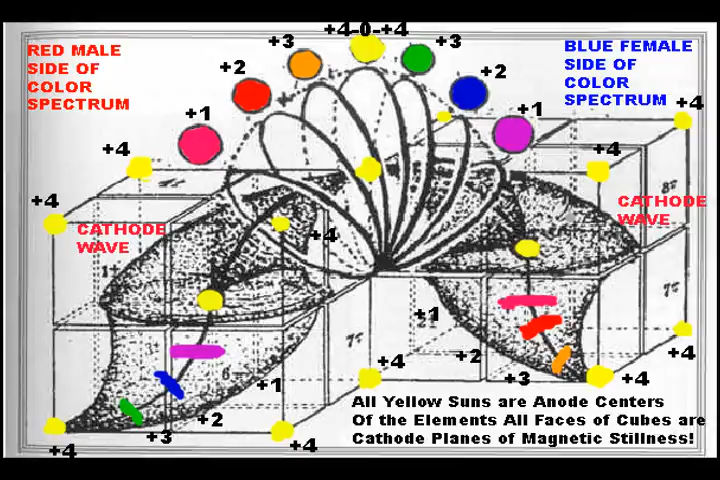 +4-0-+4
+3
+3
RED MALE
SIDE OF
COLOR
SPECTRUM
BLUE FEMALE
SIDE OF
COLOR
SPECTRUM
+2
+2
+1
+1
+4
+4
+4
+4
CATHODE
WAVE
CATHODE
WAVE
+4
+1
+2
+3
+4
+4
+4
+1
+2
+3
+4
+4
All Yellow Suns are Anode Centers
Of the Elements All Faces of Cubes are
Cathode Planes of Magnetic Stillness!